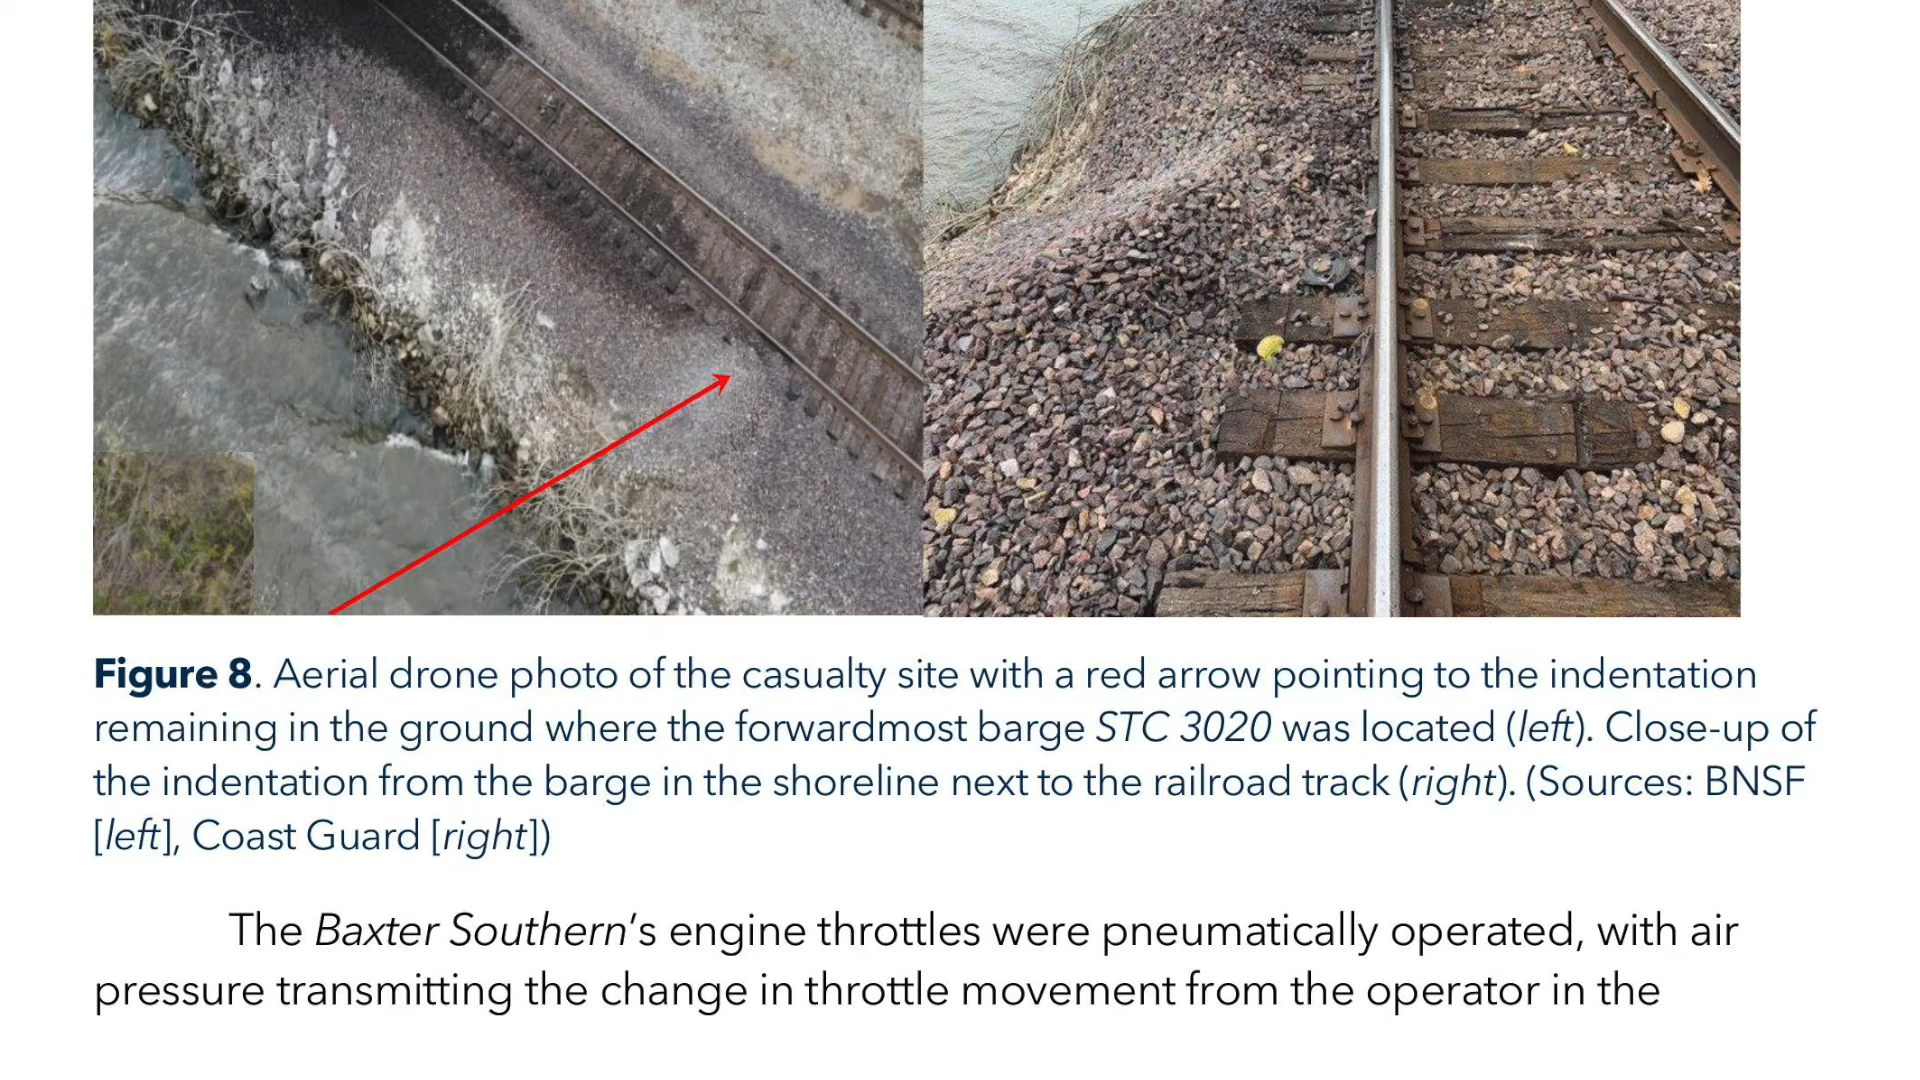 Figure 8. Aerial drone photo of the casualty site with a red arrow pointing to the indentation
remaining in the ground where the forwardmost barge STC 3020 was located (left). Close-up of
the indentation from the barge in the shoreline next to the railroad track (right). (Sources: BNSF
[left], Coast Guard [right])
The Baxter Southern’s engine throttles were pneumatically operated, with air
pressure transmitting the change in throttle movement from the operator in the